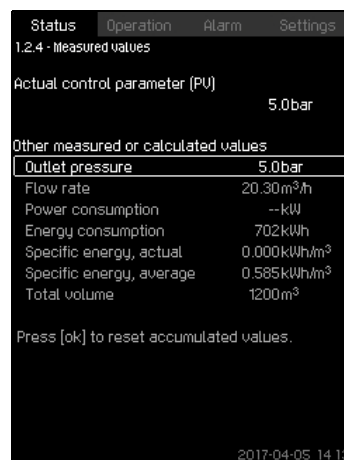 Status Operation Alarm Settings
1.2.4 - Measured values
Actual control parameter (PV)
5.0bar
Other measured or calculated values
Outlet pressure 5.0bar
Flow rate 20.30m³/h
Power consumption --kW
Energy consumption 702kWh
Specific energy, actual 0.000kWh/m³
Specific energy, average 0.585kWh/m³
Total volume 1200m³
Press [ok] to reset accumulated values.
2017-04-05 14:13